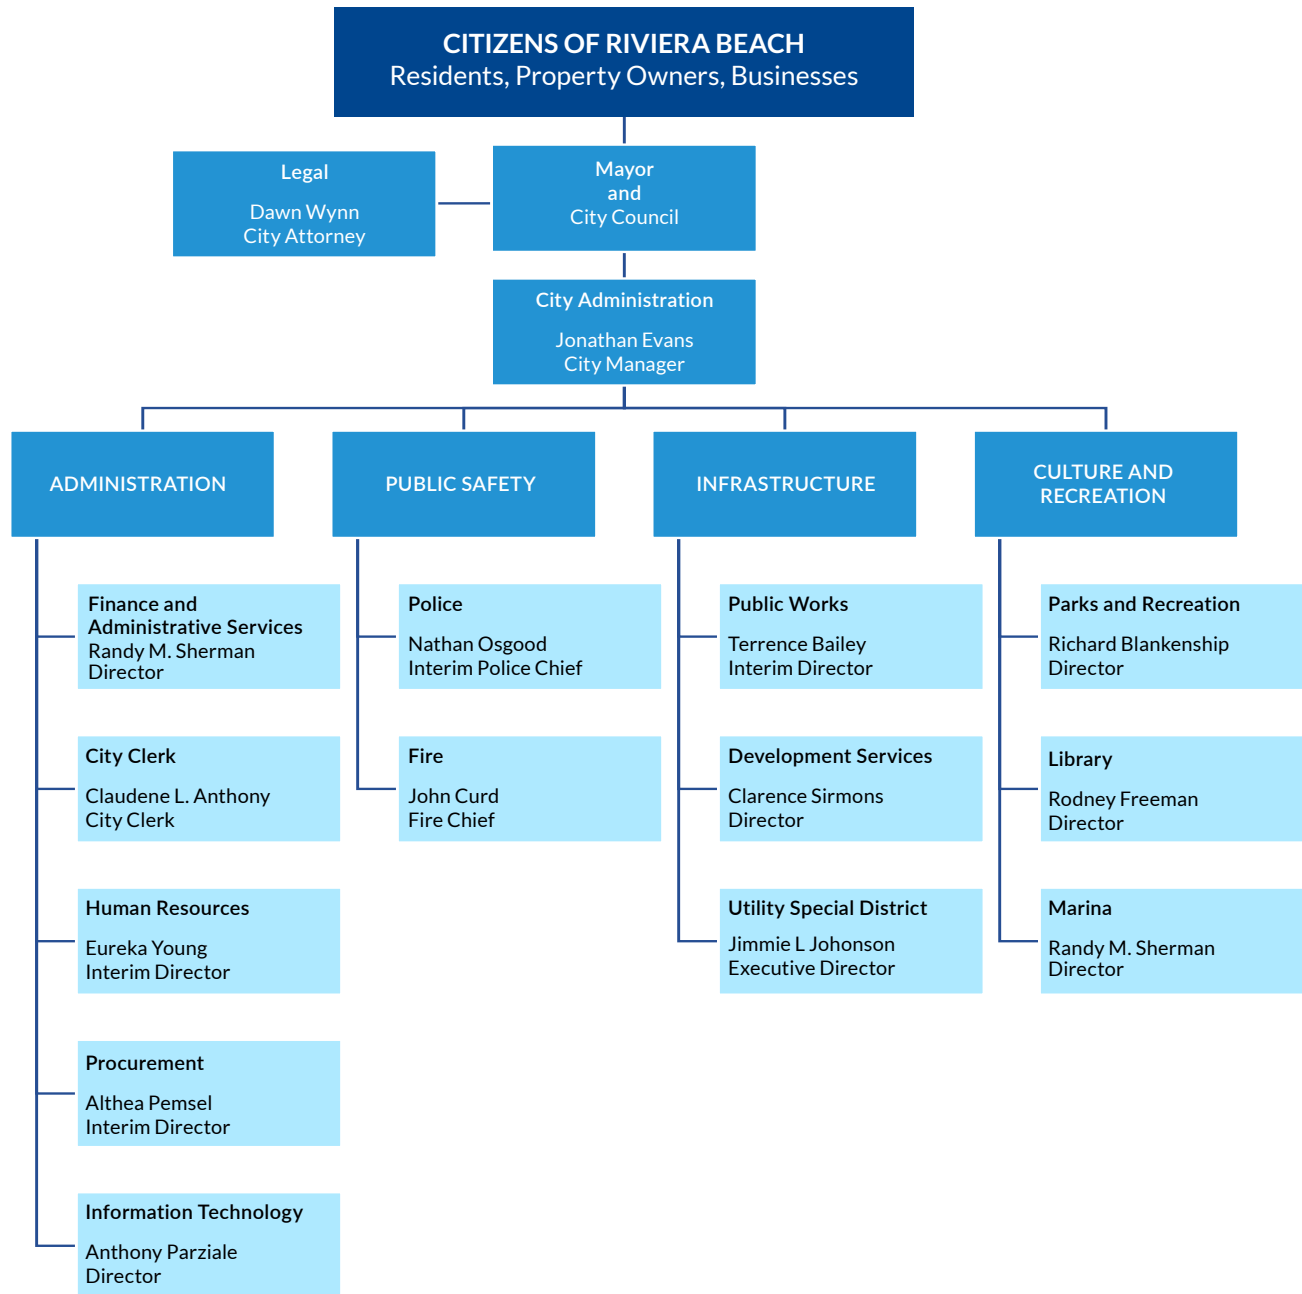 CITIZENS OF RIVIERA BEACH
Residents, Property Owners, Businesses
Legal
Dawn Wynn
City Attorney
Mayor
and
City Council
City Administration
Jonathan Evans
City Manager
ADMINISTRATION
PUBLIC SAFETY
INFRASTRUCTURE
CULTURE AND
RECREATION
Finance and
Administrative Services
Randy M. Sherman
Director
City Clerk
Claudene L. Anthony
City Clerk
Human Resources
Eureka Young
Interim Director
Procurement
Althea Pemsel
Interim Director
Information Technology
Anthony Parziale
Director
Police
Nathan Osgood
Interim Police Chief
Fire
John Curd
Fire Chief
Public Works
Terrence Bailey
Interim Director
Development Services
Clarence Sirmons
Director
Utility Special District
Jimmie L Johonson
Executive Director
Parks and Recreation
Richard Blankenship
Director
Library
Rodney Freeman
Director
Marina
Randy M. Sherman
Director